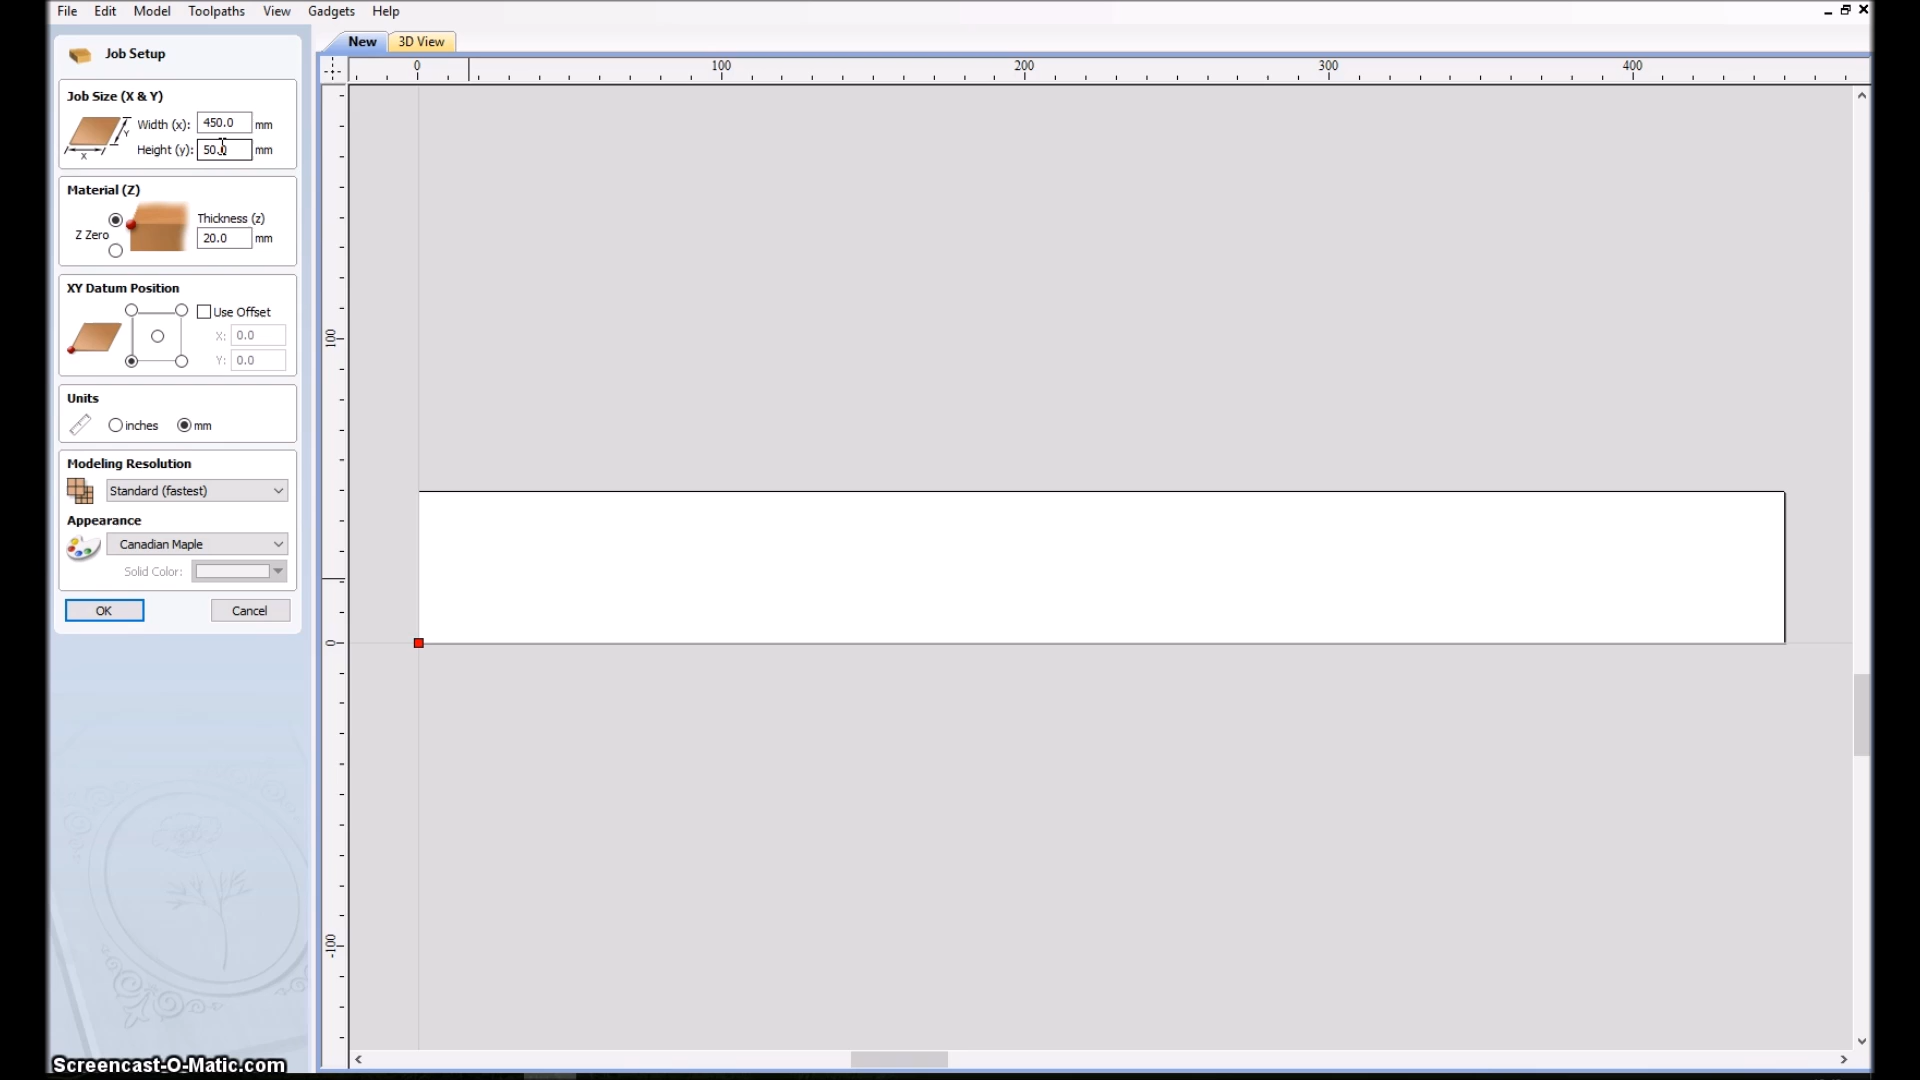 File Edit Model Toolpaths View Gadgets Help
New 3D View
Job Setup
0 100 200 300 400
Job Size (X & Y)
Width (x): 450.0 mm
Y
Height (y): 50.0 mm
X
Material (Z)
Thickness (z)
Z Zero 20.0 mm
XY Datum Position
Use Offset
X: 0.0
Y: 0.0
100
0
-100
Units
inches mm
Modeling Resolution
Standard (fastest)
Appearance
Canadian Maple
Solid Color:
OK Cancel
Screencast-O-Matic.com